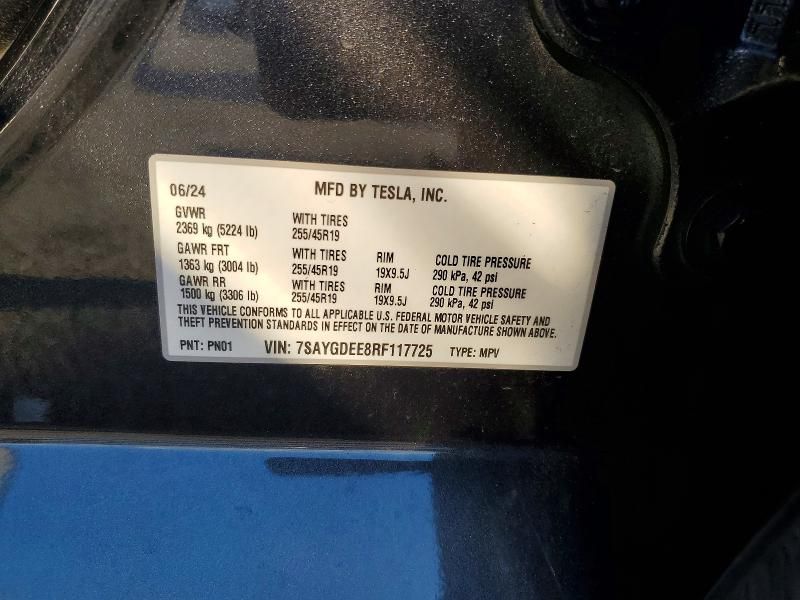 06/24 MFD BY TESLA, INC.
GVWR WITH TIRES
2369 kg (5224 lb) 255/45R19
GAWR FRT WITH TIRES RIM COLD TIRE PRESSURE
1363 kg (3004 lb) 255/45R19 19X9.5J 290 kPa, 42 psi
GAWR RR WITH TIRES RIM COLD TIRE PRESSURE
1500 kg (3306 lb) 255/45R19 19X9.5J 290 kPa, 42 psi
THIS VEHICLE CONFORMS TO ALL APPLICABLE U.S. FEDERAL MOTOR VEHICLE SAFETY AND
THEFT PREVENTION STANDARDS IN EFFECT ON THE DATE OF MANUFACTURE SHOWN ABOVE.
PNT: PN01 VIN: 7SAYGDEE8RF117725 TYPE: MPV